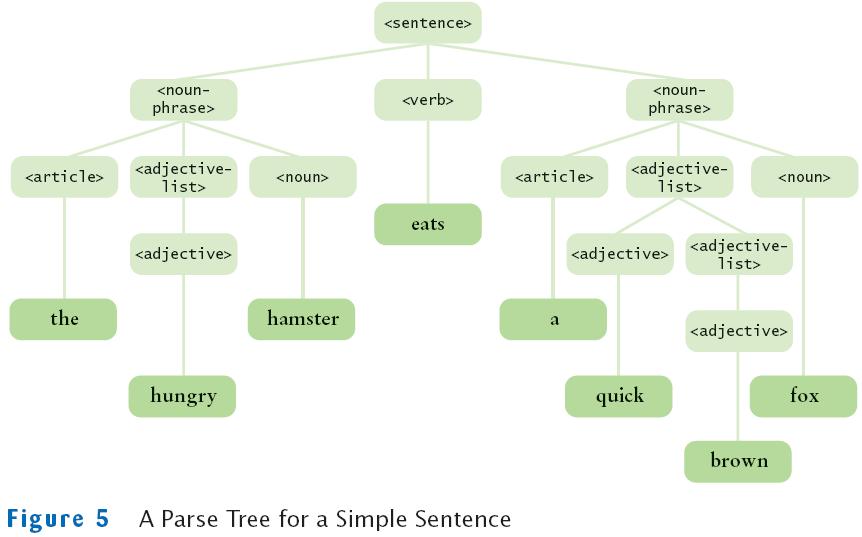 <sentence>
<noun-
phrase>
<verb>
<noun-
phrase>
<article>
<adjective-
list>
<noun>
<article>
<adjective-
list>
<noun>
eats
<adjective>
<adjective>
<adjective-
list>
the
hamster
a
<adjective>
hungry
quick
fox
brown
Figure 5 A Parse Tree for a Simple Sentence